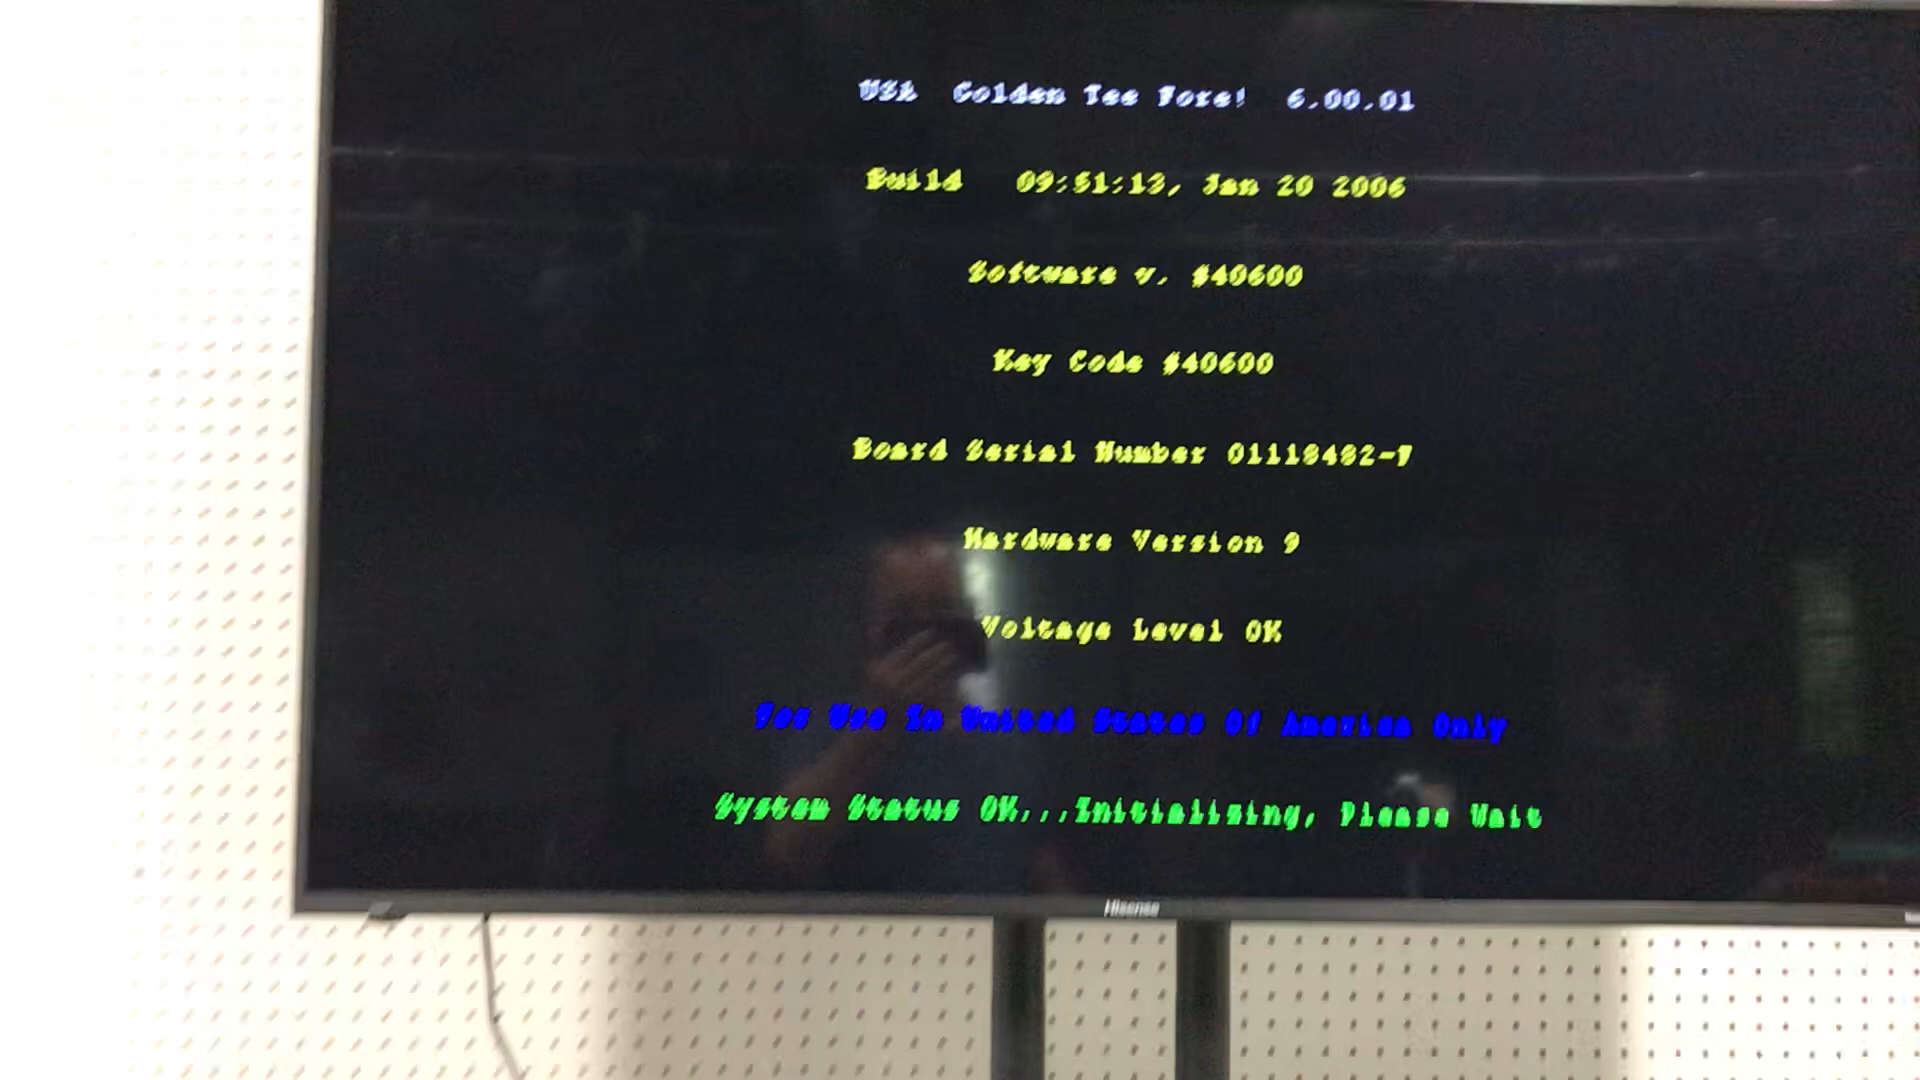 USA Golden Tee Fore! 6.00.01
Build 09:51:13, Jan 20 2006
Software v. $40600
Key Code $40600
Board Serial Number 01118482-7
Hardware Version 9
Voltage Level OK
For Use In United States Of America Only
System Status OK...Initializing, Please Wait
Hisense